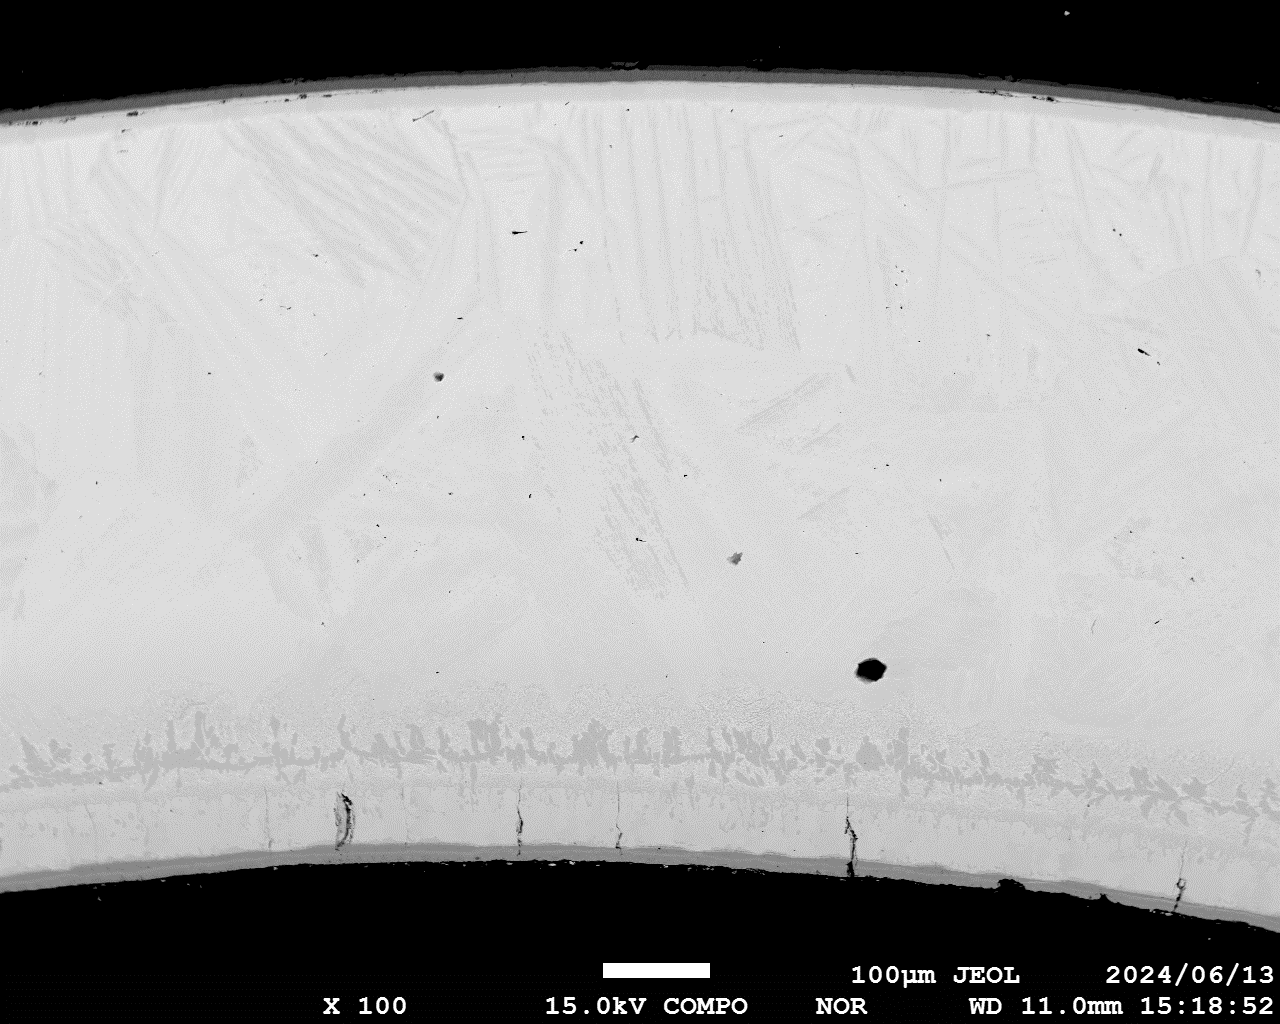 100µm JEOL 2024/06/13
X 100 15.0kV COMPO NOR WD 11.0mm 15:18:52